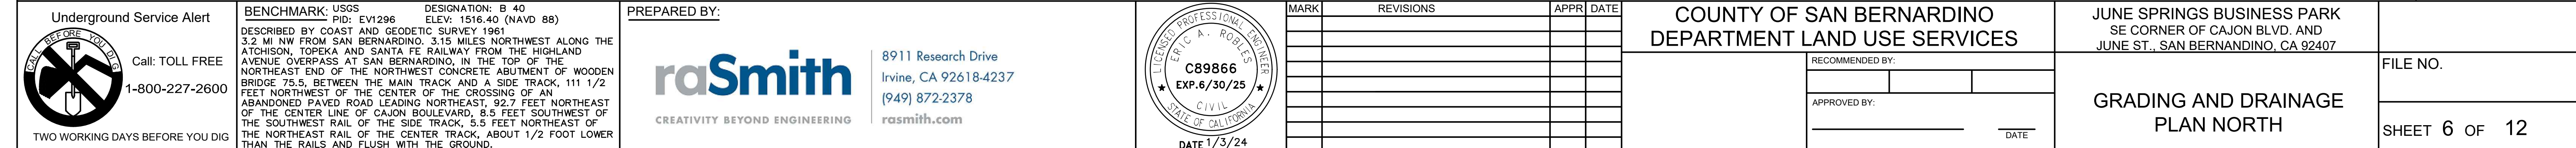 Underground Service Alert
CALL BEFORE YOU DIG
Call: TOLL FREE
1-800-227-2600
TWO WORKING DAYS BEFORE YOU DIG
BENCHMARK: USGS DESIGNATION: B 40
PID: EV1296 ELEV: 1516.40 (NAVD 88)
DESCRIBED BY COAST AND GEODETIC SURVEY 1961
3.2 MI NW FROM SAN BERNARDINO. 3.15 MILES NORTHWEST ALONG THE
ATCHISON, TOPEKA AND SANTA FE RAILWAY FROM THE HIGHLAND
AVENUE OVERPASS AT SAN BERNARDINO, IN THE TOP OF THE
NORTHEAST END OF THE NORTHWEST CONCRETE ABUTMENT OF WOODEN
BRIDGE 75.5, BETWEEN THE MAIN TRACK AND A SIDE TRACK, 111 1/2
FEET NORTHWEST OF THE CENTER OF THE CROSSING OF AN
ABANDONED PAVED ROAD LEADING NORTHEAST, 92.7 FEET NORTHEAST
OF THE CENTER LINE OF CAJON BOULEVARD, 8.5 FEET SOUTHWEST OF
THE SOUTHWEST RAIL OF THE SIDE TRACK, 5.5 FEET NORTHEAST OF
THE NORTHEAST RAIL OF THE CENTER TRACK, ABOUT 1/2 FOOT LOWER
THAN THE RAILS AND FLUSH WITH THE GROUND.
PREPARED BY:
raSmith
CREATIVITY BEYOND ENGINEERING
8911 Research Drive
Irvine, CA 92618-4237
(949) 872-2378
rasmith.com
LICENSED PROFESSIONAL ENGINEER
ERIC A. ROBLES
C89866
EXP.6/30/25
CIVIL
STATE OF CALIFORNIA
DATE 1/3/24
MARK REVISIONS APPR DATE
COUNTY OF SAN BERNARDINO
DEPARTMENT LAND USE SERVICES
RECOMMENDED BY:
APPROVED BY:
DATE
JUNE SPRINGS BUSINESS PARK
SE CORNER OF CAJON BLVD. AND
JUNE ST., SAN BERNANDINO, CA 92407
GRADING AND DRAINAGE
PLAN NORTH
FILE NO.
SHEET 6 OF 12